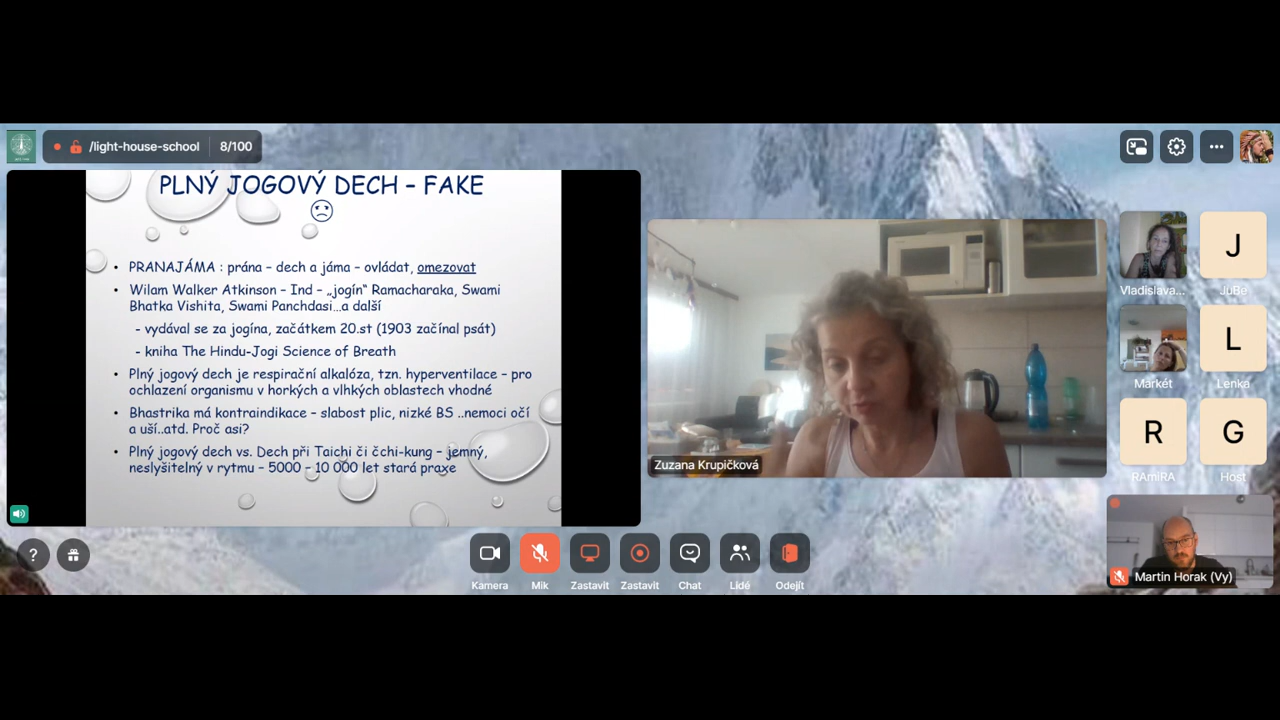 /light-house-school 8/100
PLNÝ JOGOVÝ DECH – FAKE
• PRANAJÁMA : prána – dech a jáma – ovládat, omezovat
• Wilam Walker Atkinson – Ind – „jogín“ Ramacharaka, Swami
Bhatka Vishita, Swami Panchdasi…a další
- vydával se za jogína, začátkem 20.st (1903 začínal psát)
- kniha The Hindu-Jogi Science of Breath
• Plný jogový dech je respirační alkalóza, tzn. hyperventilace – pro
ochlazení organismu v horkých a vlhkých oblastech vhodné
• Bhastrika má kontraindikace – slabost plic, nizké BS ..nemoci očí
a uší..atd. Proč asi?
• Plný jogový dech vs. Dech při Taichi či čchi-kung – jemný,
neslyšitelný v rytmu – 5000 – 10 000 let stará praxe
Zuzana Krupičková
J
Vladislava... JuBe
L
Markét Lenka
R G
RAmiRA Host
Martin Horak (Vy)
?
Kamera Mik Zastavit Zastavit Chat Lidé Odejít